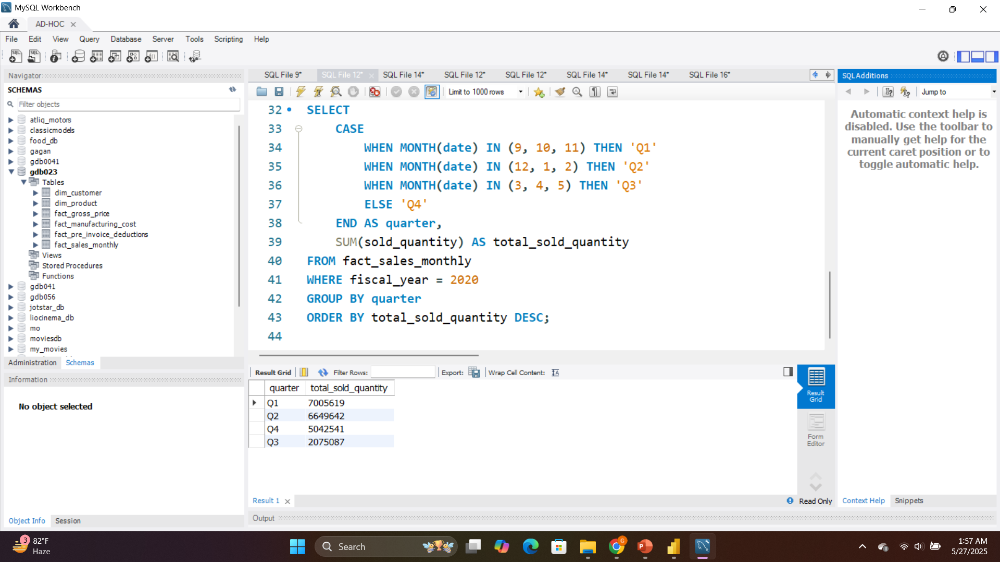 MySQL Workbench
AD-HOC
File Edit View Query Database Server Tools Scripting Help
Navigator
SCHEMAS
Filter objects
atliq_motors
classicmodels
food_db
gagan
gdb0041
gdb023
Tables
dim_customer
dim_product
fact_gross_price
fact_manufacturing_cost
fact_pre_invoice_deductions
fact_sales_monthly
Views
Stored Procedures
Functions
gdb041
gdb056
jotstar_db
liocinema_db
mo
moviesdb
my_movies
Administration Schemas
Information
No object selected
Object Info Session
SQL File 9* SQL File 12* SQL File 14* SQL File 12* SQL File 12* SQL File 14* SQL File 14* SQL File 16*
Limit to 1000 rows
32 SELECT
33 CASE
34 WHEN MONTH(date) IN (9, 10, 11) THEN 'Q1'
35 WHEN MONTH(date) IN (12, 1, 2) THEN 'Q2'
36 WHEN MONTH(date) IN (3, 4, 5) THEN 'Q3'
37 ELSE 'Q4'
38 END AS quarter,
39 SUM(sold_quantity) AS total_sold_quantity
40 FROM fact_sales_monthly
41 WHERE fiscal_year = 2020
42 GROUP BY quarter
43 ORDER BY total_sold_quantity DESC;
44
Result Grid Filter Rows: Export: Wrap Cell Content:
quarter total_sold_quantity
Q1 7005619
Q2 6649642
Q4 5042541
Q3 2075087
Result
Grid
Form
Editor
Result 1
Read Only
Output
SQLAdditions
Jump to
Automatic context help is
disabled. Use the toolbar to
manually get help for the
current caret position or to
toggle automatic help.
Context Help Snippets
3
82°F
Haze
Search
G
P
1:57 AM
5/27/2025